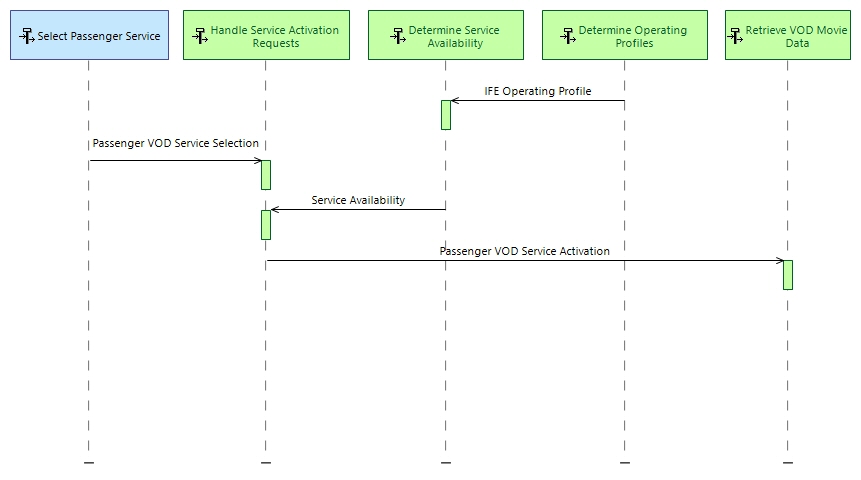 Select Passenger Service
Handle Service Activation
Requests
Determine Service
Availability
Determine Operating
Profiles
Retrieve VOD Movie
Data
IFE Operating Profile
Passenger VOD Service Selection
Service Availability
Passenger VOD Service Activation